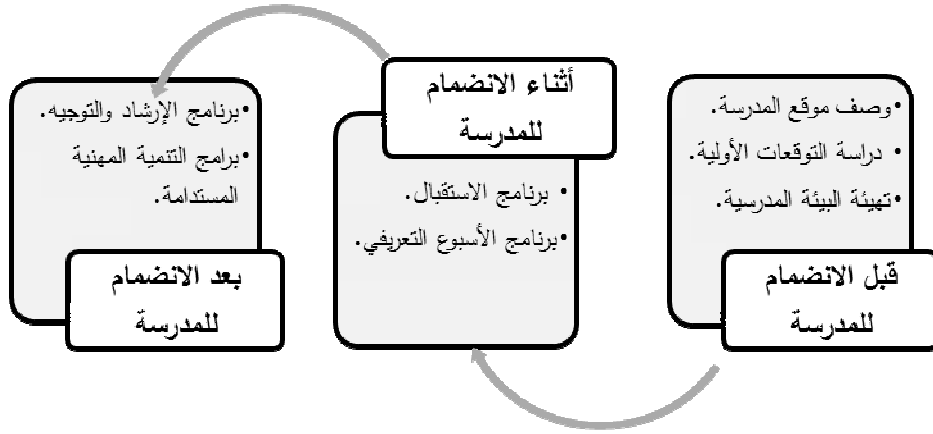 •وصف موقع المدرسة.
• دراسة التوقعات الأولية.
•تهيئة البيئة المدرسية.
قبل الانضمام
للمدرسة
أثناء الانضمام
للمدرسة
• برنامج الاستقبال.
•برنامج الأسبوع التعريفي.
•برنامج الإرشاد والتوجيه.
•برامج التنمية المهنية
المستدامة.
بعد الانضمام
للمدرسة